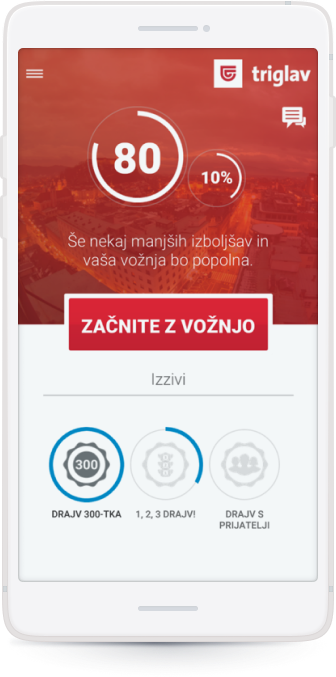 triglav
80
10%
Še nekaj manjših izboljšav in
vaša vožnja bo popolna.
ZAČNITE Z VOŽNJO
Izzivi
300
DRAJV 300-TKA
1, 2, 3 DRAJV!
DRAJV S
PRIJATELJI